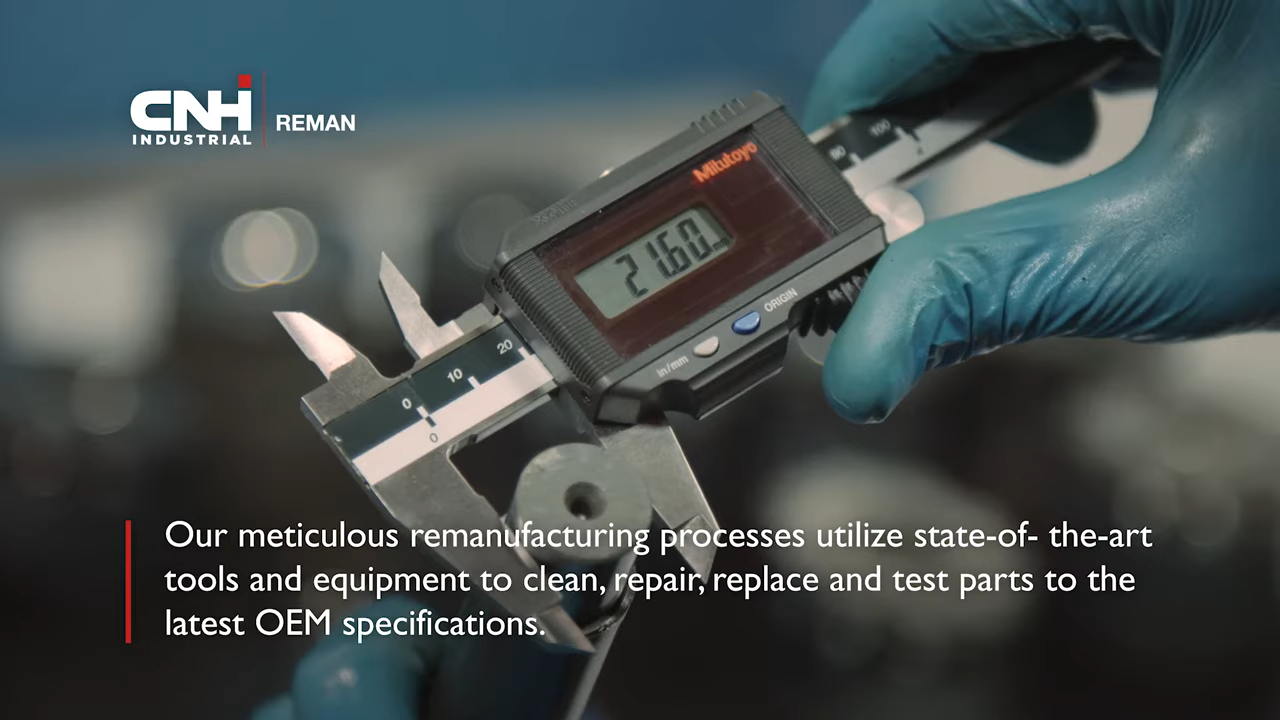 CNH
INDUSTRIAL
REMAN
Mitutoyo
21.60
mm
ORIGIN
in/mm
0
10
20
0
80
100
Our meticulous remanufacturing processes utilize state-of- the-art
tools and equipment to clean, repair, replace and test parts to the
latest OEM specifications.